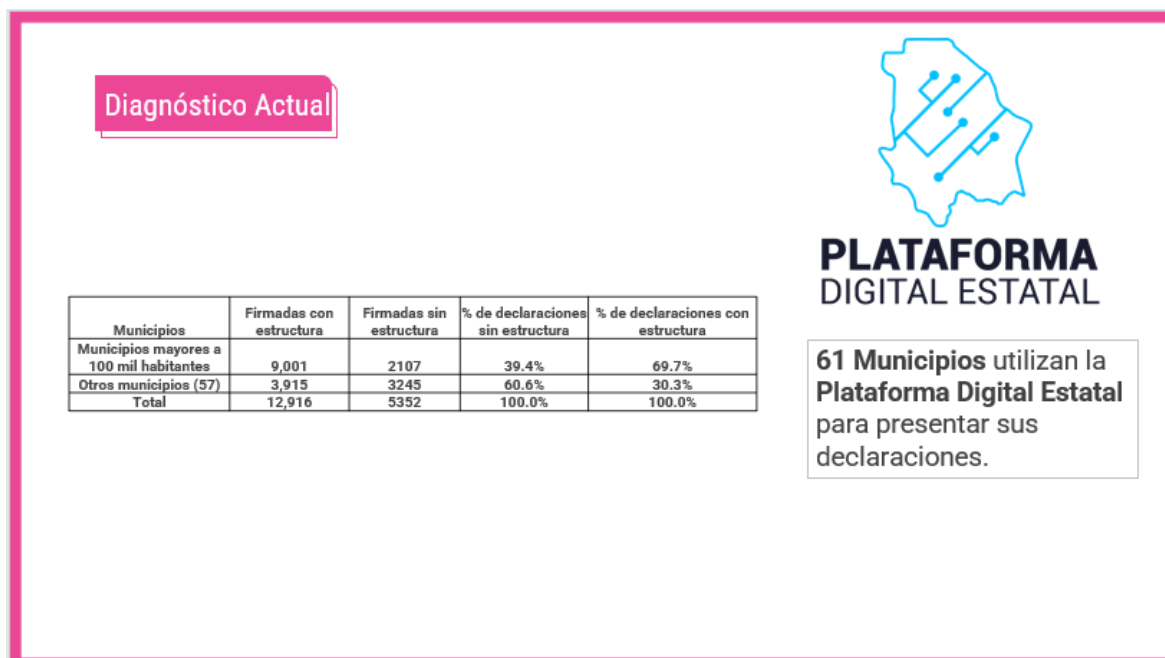 Diagnóstico Actual
PLATAFORMA
DIGITAL ESTATAL
Municipios
Firmadas con
estructura
Firmadas sin
estructura
% de declaraciones
sin estructura
% de declaraciones con
estructura
Municipios mayores a
100 mil habitantes
9,001
2107
39.4%
69.7%
Otros municipios (57)
3,915
3245
60.6%
30.3%
Total
12,916
5352
100.0%
100.0%
61 Municipios utilizan la
Plataforma Digital Estatal
para presentar sus
declaraciones.